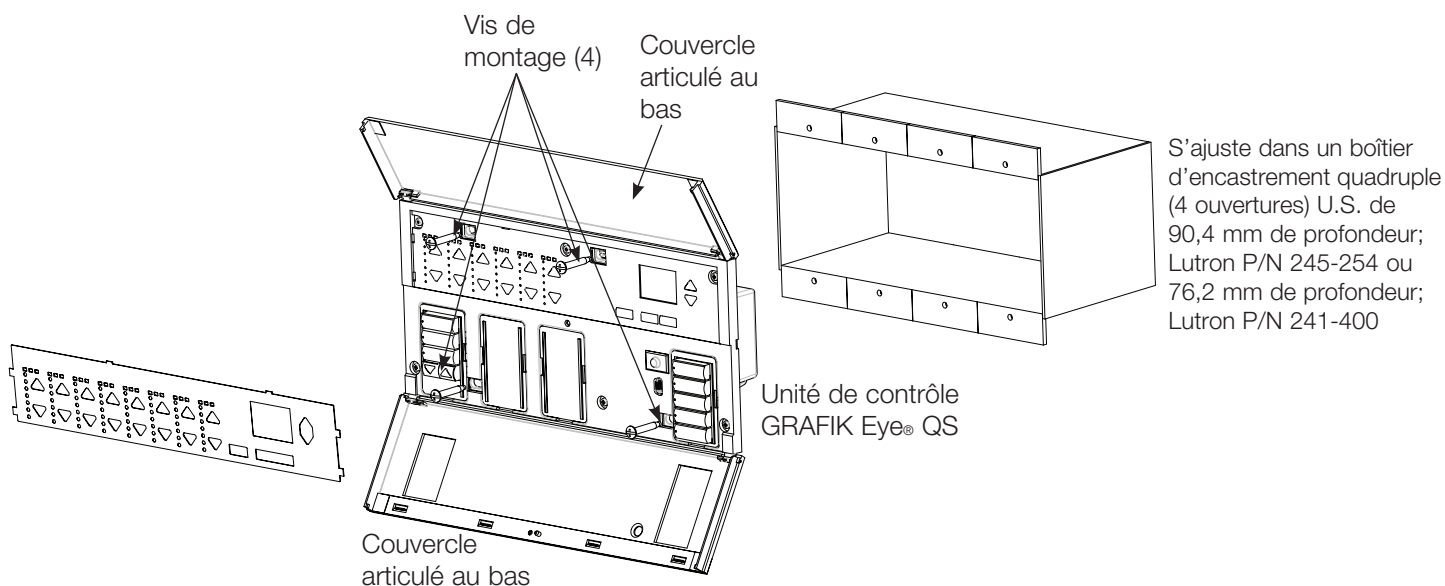 Vis de
montage (4)
Couvercle
articulé au
bas
S’ajuste dans un boîtier
d’encastrement quadruple
(4 ouvertures) U.S. de
90,4 mm de profondeur;
Lutron P/N 245-254 ou
76,2 mm de profondeur;
Lutron P/N 241-400
Unité de contrôle
GRAFIK Eye® QS
Couvercle
articulé au bas